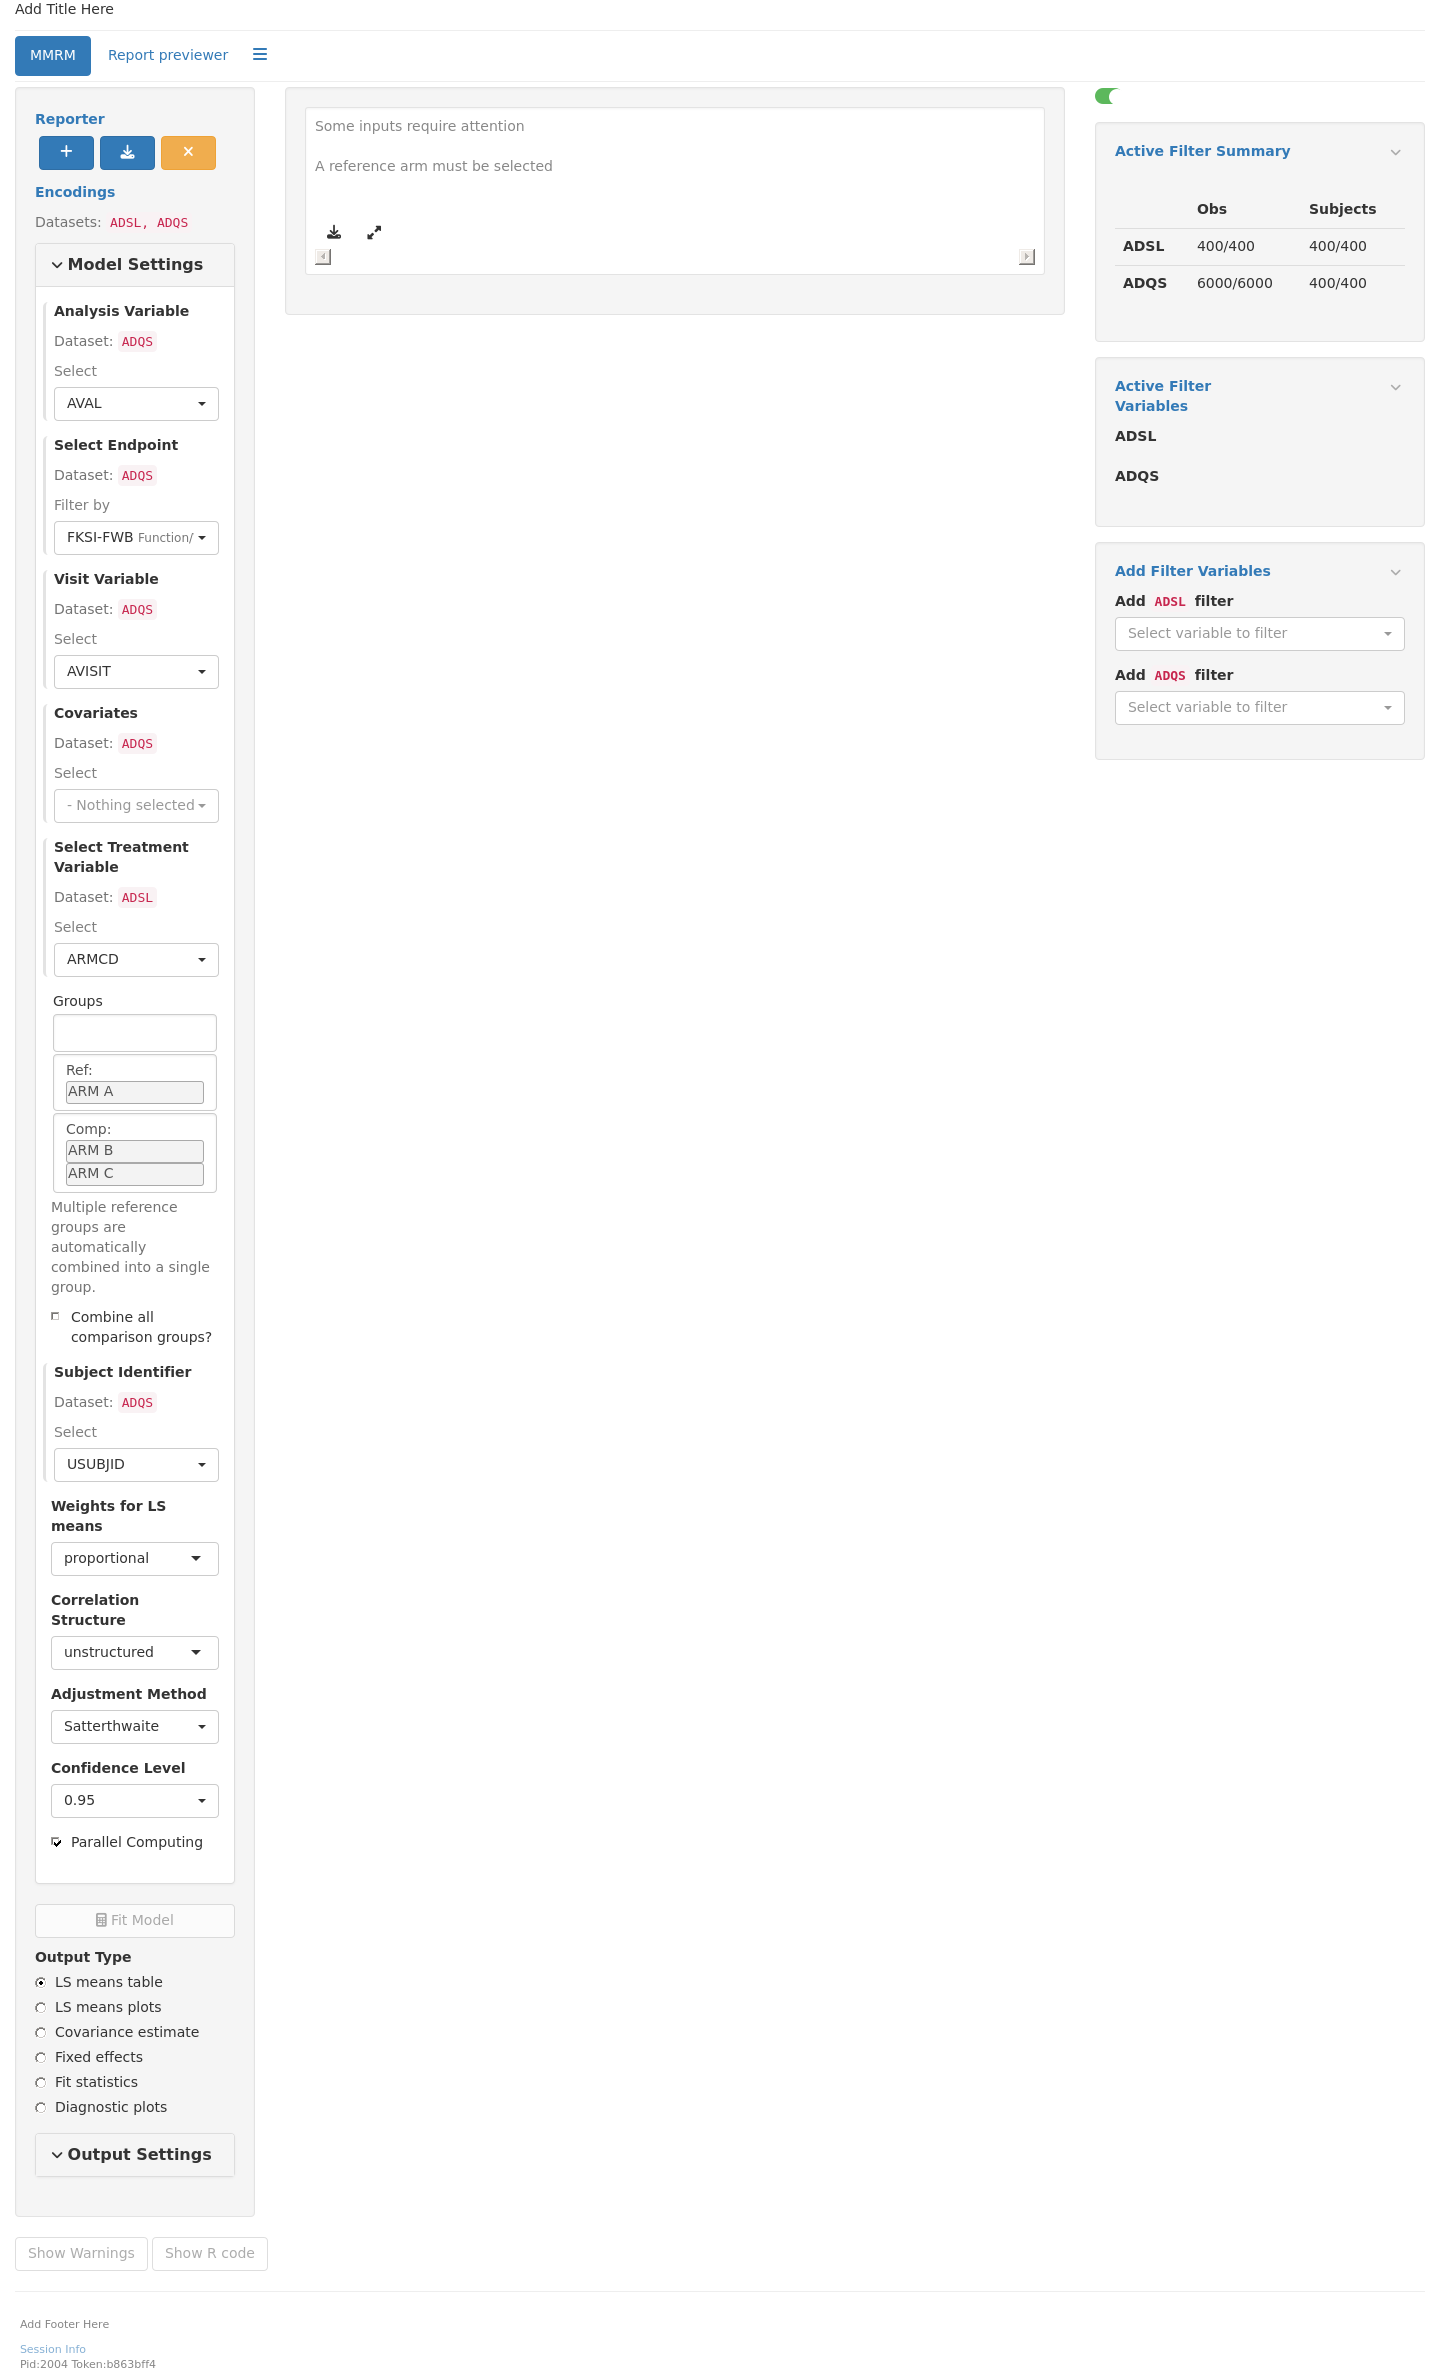 Add Title Here
MMRM
Report previewer
Reporter
Encodings
Datasets: ADSL, ADQS
Model Settings
Analysis Variable
Dataset: ADQS
Select
AVAL
Select Endpoint
Dataset: ADQS
Filter by
FKSI-FWB Function/
Visit Variable
Dataset: ADQS
Select
AVISIT
Covariates
Dataset: ADQS
Select
- Nothing selected
Select Treatment
Variable
Dataset: ADSL
Select
ARMCD
Groups
Ref:
ARM A
Comp:
ARM B
ARM C
Multiple reference
groups are
automatically
combined into a single
group.
Combine all
comparison groups?
Subject Identifier
Dataset: ADQS
Select
USUBJID
Weights for LS
means
proportional
Correlation
Structure
unstructured
Adjustment Method
Satterthwaite
Confidence Level
0.95
Parallel Computing
Fit Model
Output Type
LS means table
LS means plots
Covariance estimate
Fixed effects
Fit statistics
Diagnostic plots
Output Settings
Some inputs require attention
A reference arm must be selected
Active Filter Summary
Obs Subjects
ADSL 400/400 400/400
ADQS 6000/6000 400/400
Active Filter
Variables
ADSL
ADQS
Add Filter Variables
Add ADSL filter
Select variable to filter
Add ADQS filter
Select variable to filter
Show Warnings
Show R code
Add Footer Here
Session Info
Pid:2004 Token:b863bff4